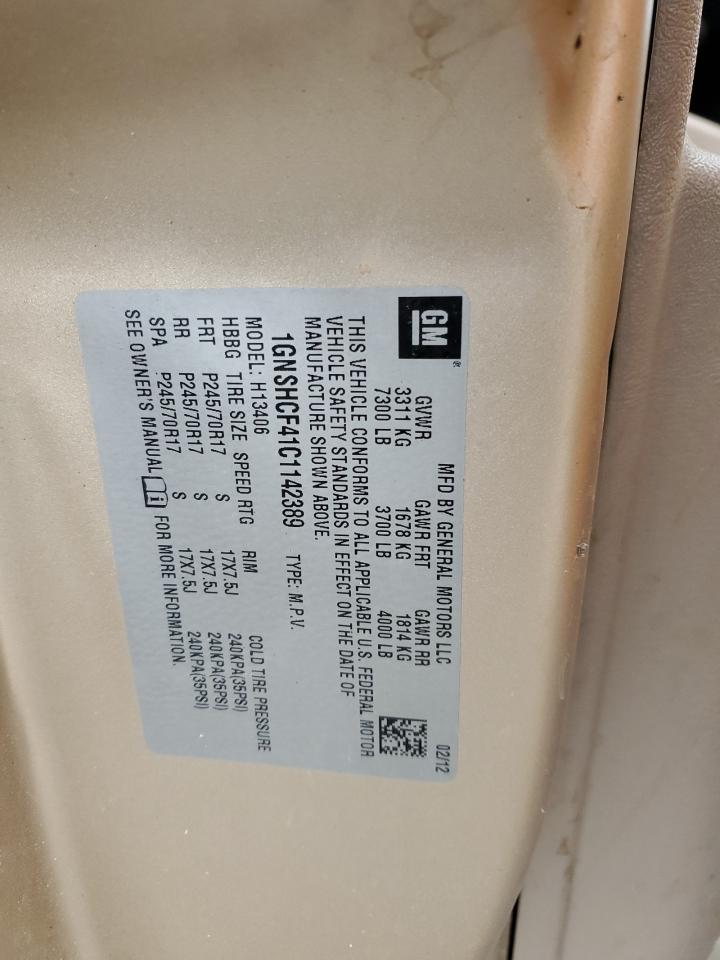 GM®
MFD BY GENERAL MOTORS LLC 02/12
GVWR GAWR FRT GAWR RR
3311 KG 1678 KG 1814 KG
7300 LB 3700 LB 4000 LB
THIS VEHICLE CONFORMS TO ALL APPLICABLE U.S. FEDERAL MOTOR
VEHICLE SAFETY STANDARDS IN EFFECT ON THE DATE OF
MANUFACTURE SHOWN ABOVE.
1GNSHCF41C1142389 TYPE: M.P.V.
MODEL: H13406
HBBG TIRE SIZE SPEED RTG RIM COLD TIRE PRESSURE
FRT P245/70R17 S 17X7.5J 240KPA(35PSI)
RR P245/70R17 S 17X7.5J 240KPA(35PSI)
SPA P245/70R17 S 17X7.5J 240KPA(35PSI)
SEE OWNER'S MANUAL i FOR MORE INFORMATION.